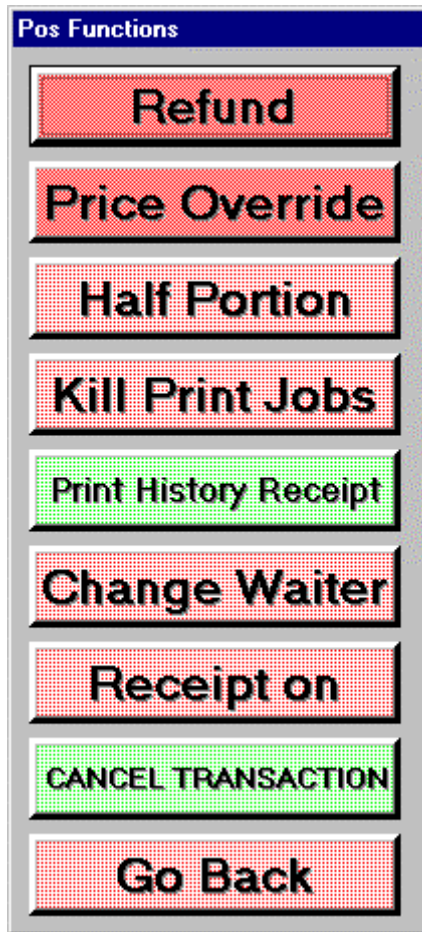 Pos Functions
Refund
Price Override
Half Portion
Kill Print Jobs
Print History Receipt
Change Waiter
Receipt on
CANCEL TRANSACTION
Go Back